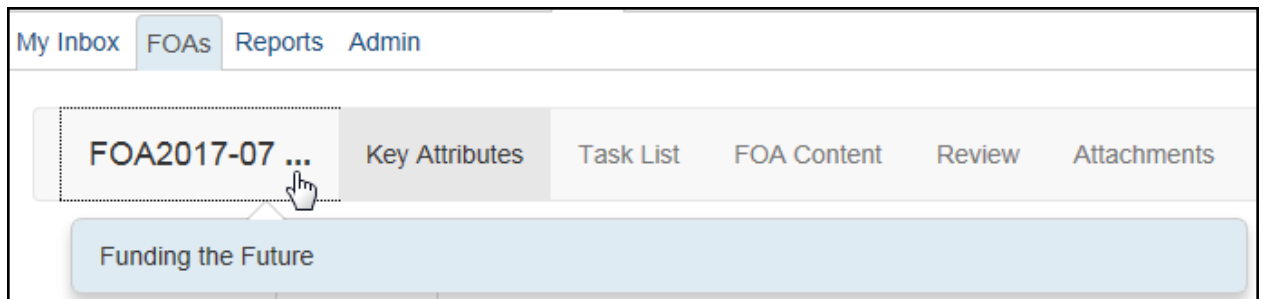 My Inbox FOAs Reports Admin
FOA2017-07 ... Key Attributes Task List FOA Content Review Attachments
Funding the Future